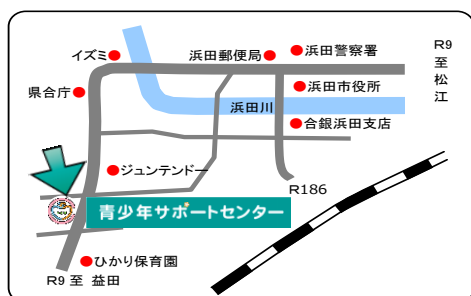 イズミ
浜田郵便局
浜田警察署
R9
至
松
江
県合庁
浜田市役所
浜田川
合銀浜田支店
ジュンテンドー
R186
青少年サポートセンター
ひかり保育園
R9 至 益田